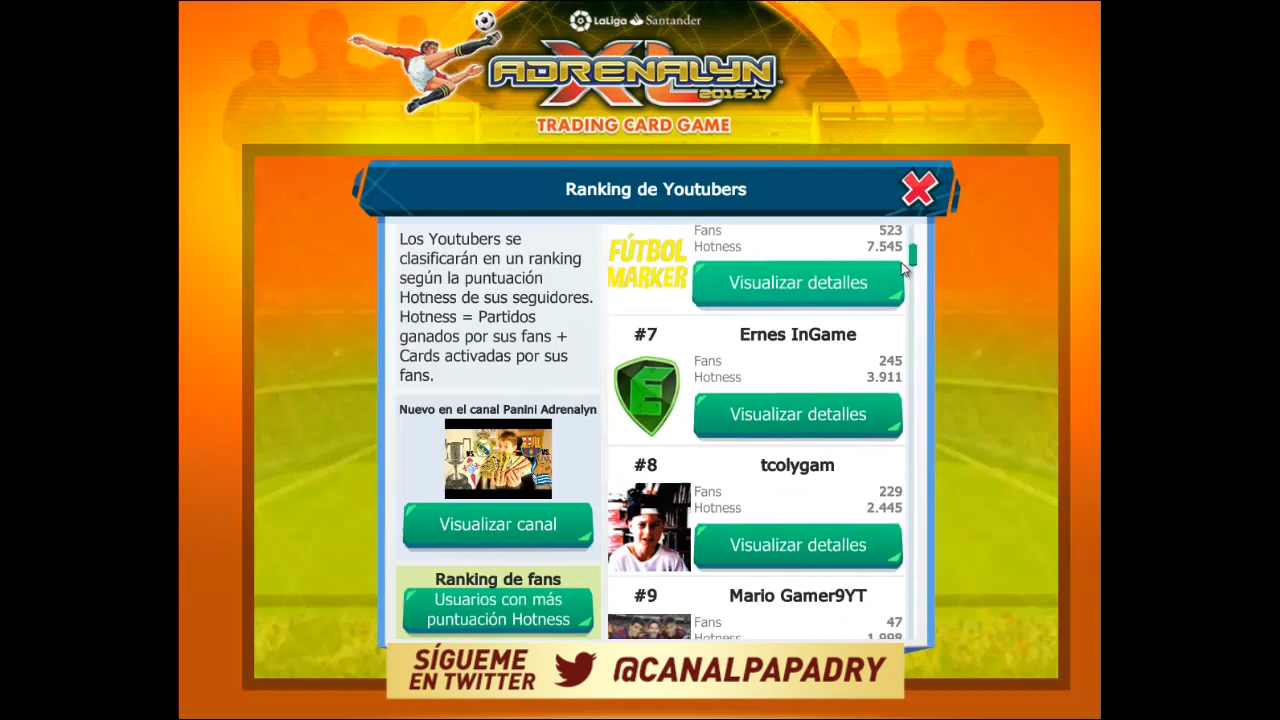 LaLiga Santander
ADRENALYN XL
2016-17
TRADING CARD GAME
Ranking de Youtubers
Los Youtubers se
clasificarán en un ranking
según la puntuación
Hotness de sus seguidores.
Hotness = Partidos
ganados por sus fans +
Cards activadas por sus
fans.
Nuevo en el canal Panini Adrenalyn
Visualizar canal
Ranking de fans
Usuarios con más
puntuación Hotness
FÚTBOL
MARKER
Fans 523
Hotness 7.545
Visualizar detalles
#7 Ernes InGame
E
Fans 245
Hotness 3.911
Visualizar detalles
#8 tcolygam
Fans 229
Hotness 2.445
Visualizar detalles
#9 Mario Gamer9YT
Fans 47
Hotness 1.998
SÍGUEME
EN TWITTER
@CANALPAPADRY